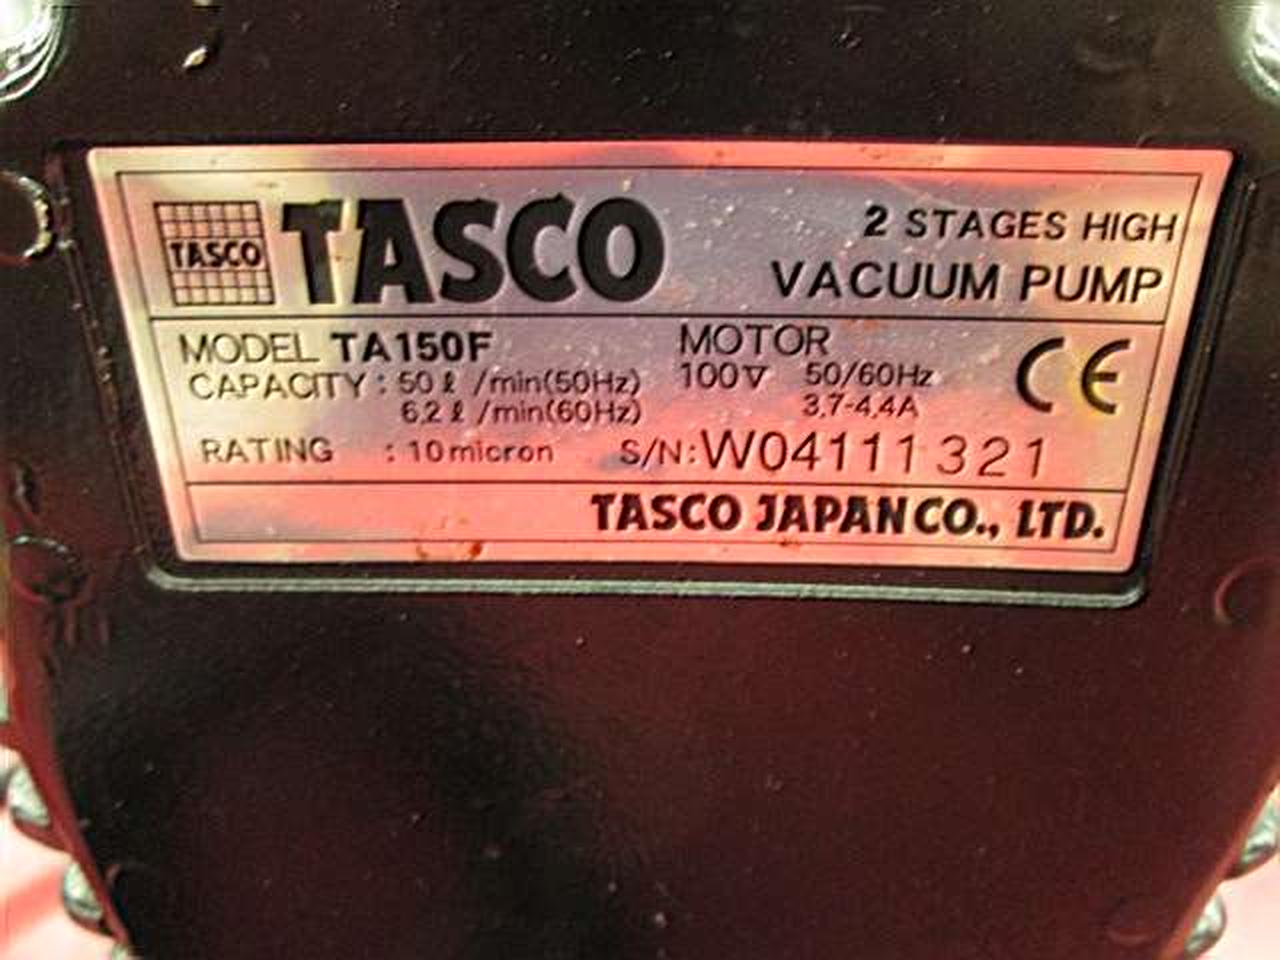 TASCO TASCO 2 STAGES HIGH
VACUUM PUMP
MODEL TA150F MOTOR
CAPACITY : 50 ℓ /min(50Hz) 100V 50/60Hz
6,2 ℓ /min(60Hz) 3,7-4,4A
CE
RATING : 10 micron S/N: W04111321
TASCO JAPAN CO., LTD.